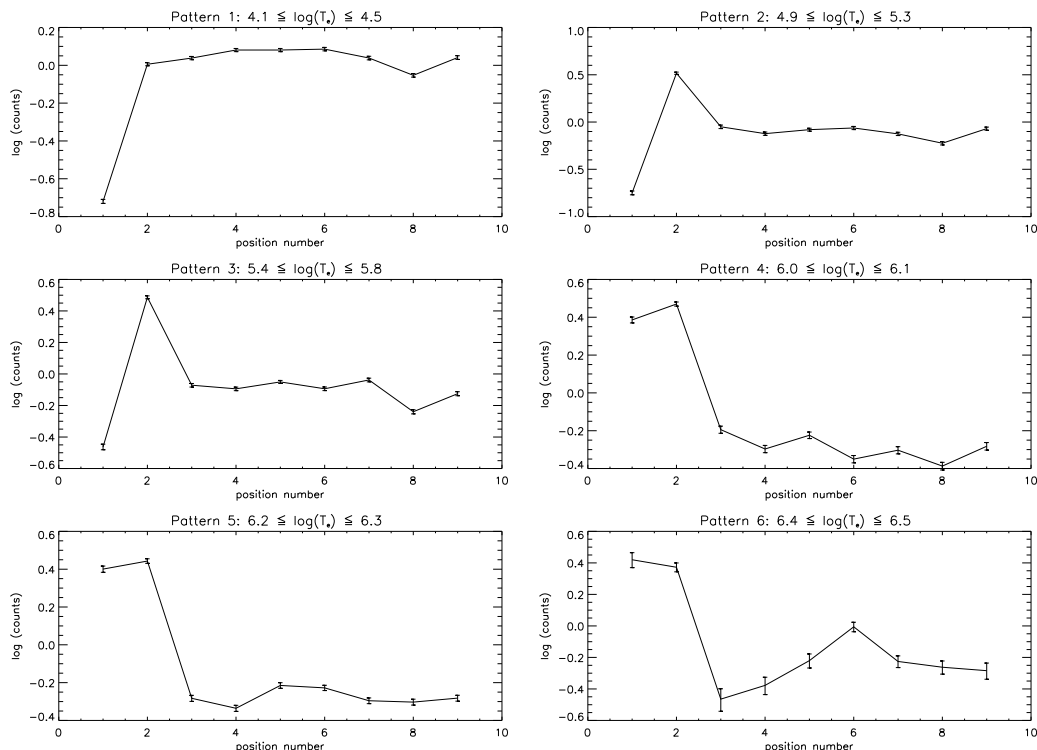 Pattern 1: 4.1 ≦ log(Tₑ) ≦ 4.5
0.2
0.0
−0.2
−0.4
−0.6
−0.8
log (counts)
0 2 4 6 8 10
position number
Pattern 2: 4.9 ≦ log(Tₑ) ≦ 5.3
1.0
0.5
0.0
−0.5
−1.0
log (counts)
0 2 4 6 8 10
position number
Pattern 3: 5.4 ≦ log(Tₑ) ≦ 5.8
0.6
0.4
0.2
0.0
−0.2
−0.4
−0.6
log (counts)
0 2 4 6 8 10
position number
Pattern 4: 6.0 ≦ log(Tₑ) ≦ 6.1
0.6
0.4
0.2
0.0
−0.2
−0.4
log (counts)
0 2 4 6 8 10
position number
Pattern 5: 6.2 ≦ log(Tₑ) ≦ 6.3
0.6
0.4
0.2
0.0
−0.2
−0.4
log (counts)
0 2 4 6 8 10
position number
Pattern 6: 6.4 ≦ log(Tₑ) ≦ 6.5
0.6
0.4
0.2
0.0
−0.2
−0.4
−0.6
log (counts)
0 2 4 6 8 10
position number